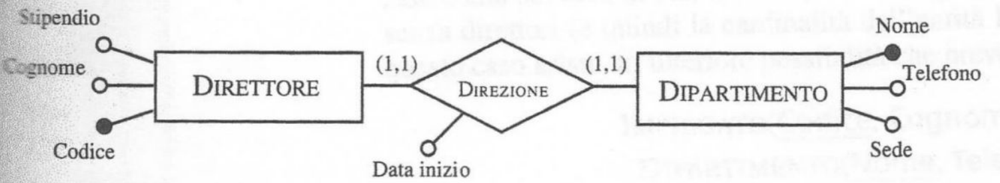 Stipendio
Cognome
Codice
DIRETTORE
(1,1)
DIREZIONE
Data inizio
(1,1)
DIPARTIMENTO
Nome
Telefono
Sede